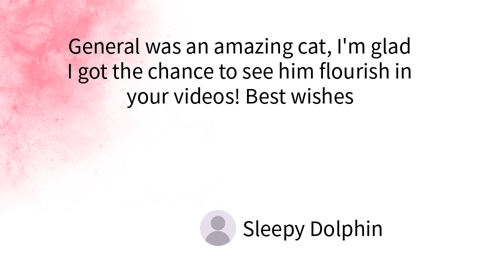 General was an amazing cat, I'm glad
I got the chance to see him flourish in
your videos! Best wishes
Sleepy Dolphin